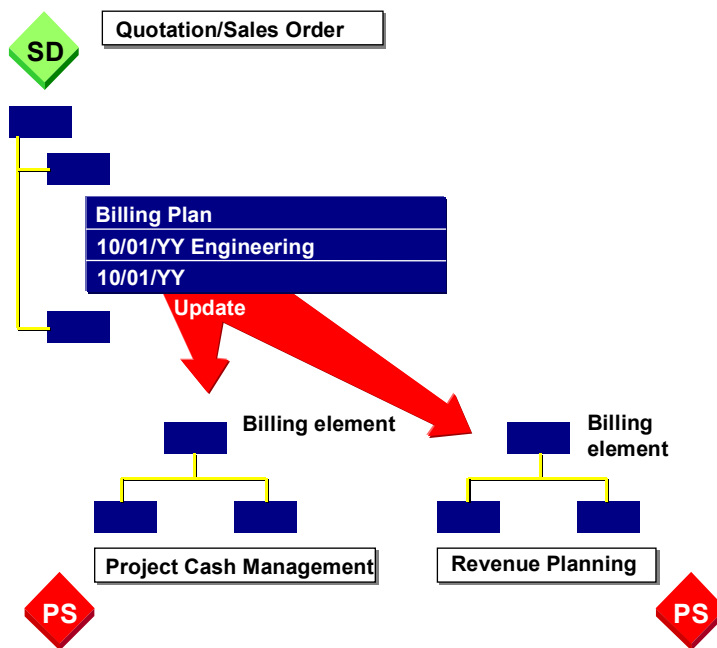 SD
Quotation/Sales Order
Billing Plan
10/01/YY Engineering
10/01/YY
Update
Billing element
Billing
element
Project Cash Management
Revenue Planning
PS
PS